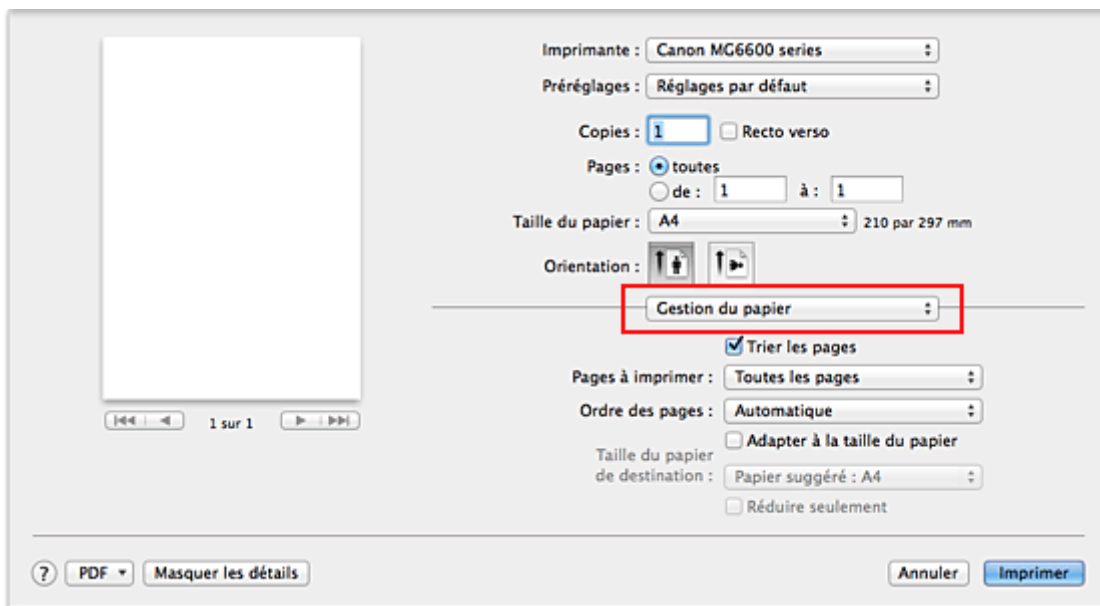 Imprimante : Canon MG6600 series
Préréglages : Réglages par défaut
Copies : 1 Recto verso
Pages : toutes
de : 1 à : 1
Taille du papier : A4 210 par 297 mm
Orientation :
Gestion du papier
Trier les pages
Pages à imprimer : Toutes les pages
Ordre des pages : Automatique
Adapter à la taille du papier
Taille du papier
de destination : Papier suggéré : A4
Réduire seulement
1 sur 1
? PDF Masquer les détails Annuler Imprimer